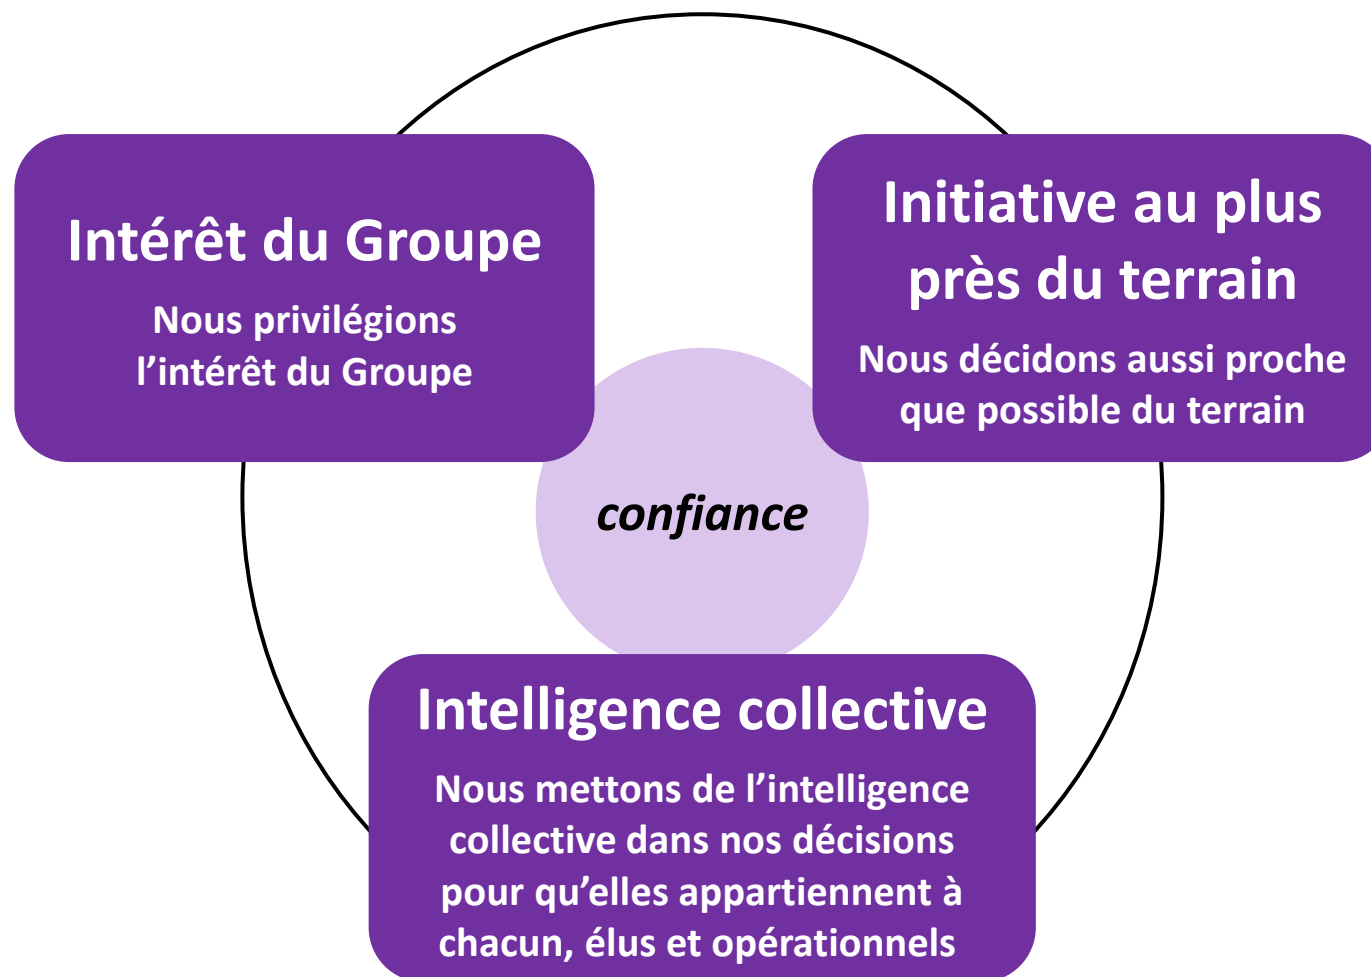 Intérêt du Groupe
Nous privilégions
l’intérêt du Groupe
Initiative au plus
près du terrain
Nous décidons aussi proche
que possible du terrain
confiance
Intelligence collective
Nous mettons de l’intelligence
collective dans nos décisions
pour qu’elles appartiennent à
chacun, élus et opérationnels